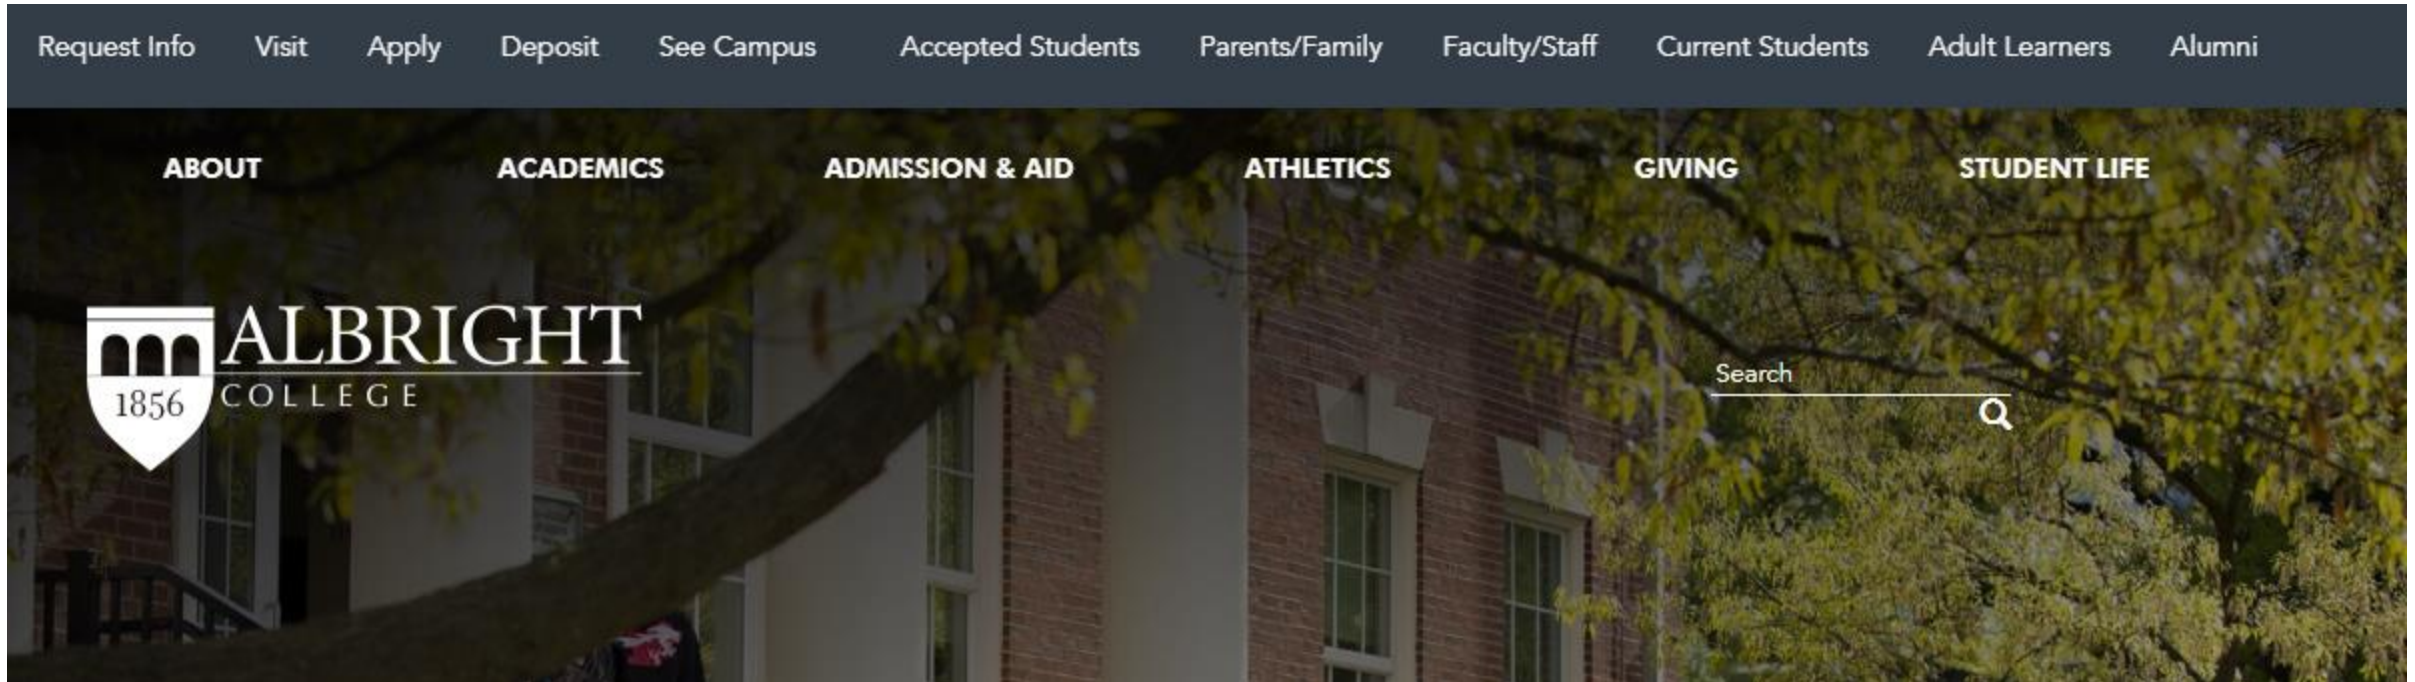 Request Info Visit Apply Deposit See Campus Accepted Students Parents/Family Faculty/Staff Current Students Adult Learners Alumni
ABOUT ACADEMICS ADMISSION & AID ATHLETICS GIVING STUDENT LIFE
ALBRIGHT
COLLEGE
1856
Search